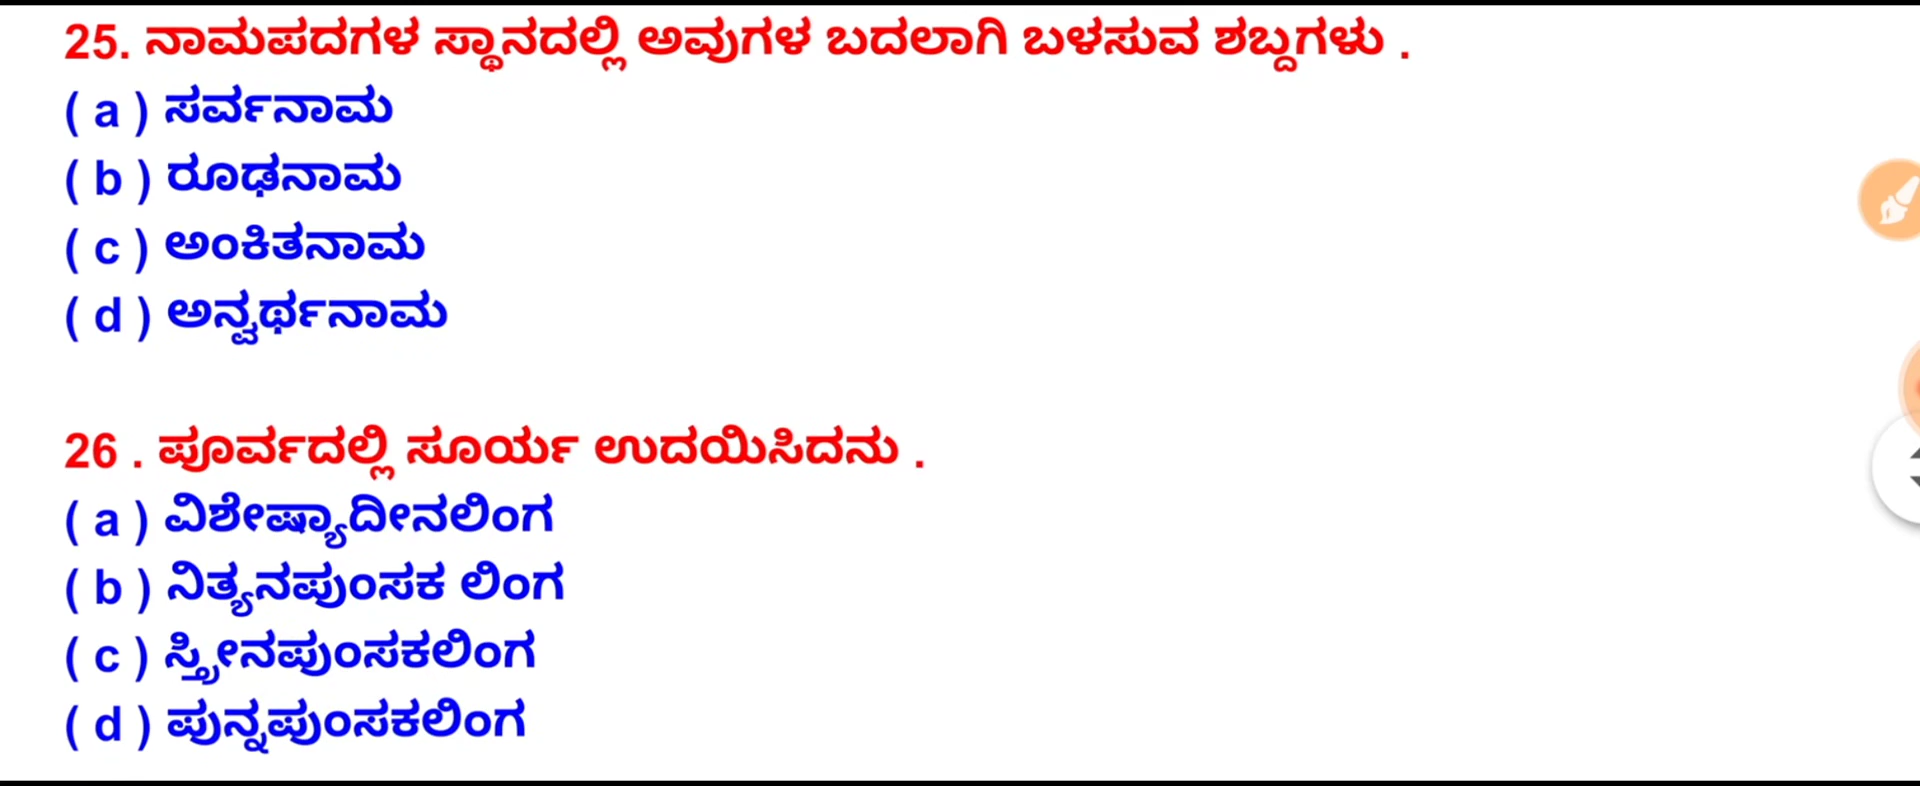 25. ನಾಮಪದಗಳ ಸ್ಥಾನದಲ್ಲಿ ಅವುಗಳ ಬದಲಾಗಿ ಬಳಸುವ ಶಬ್ದಗಳು .
( a ) ಸರ್ವನಾಮ
( b ) ರೂಢನಾಮ
( c ) ಅಂಕಿತನಾಮ
( d ) ಅನ್ವರ್ಥನಾಮ
26 . ಪೂರ್ವದಲ್ಲಿ ಸೂರ್ಯ ಉದಯಿಸಿದನು .
( a ) ವಿಶೇಷ್ಯಾದೀನಲಿಂಗ
( b ) ನಿತ್ಯನಪುಂಸಕ ಲಿಂಗ
( c ) ಸ್ತ್ರೀನಪುಂಸಕಲಿಂಗ
( d ) ಪುನ್ನಪುಂಸಕಲಿಂಗ